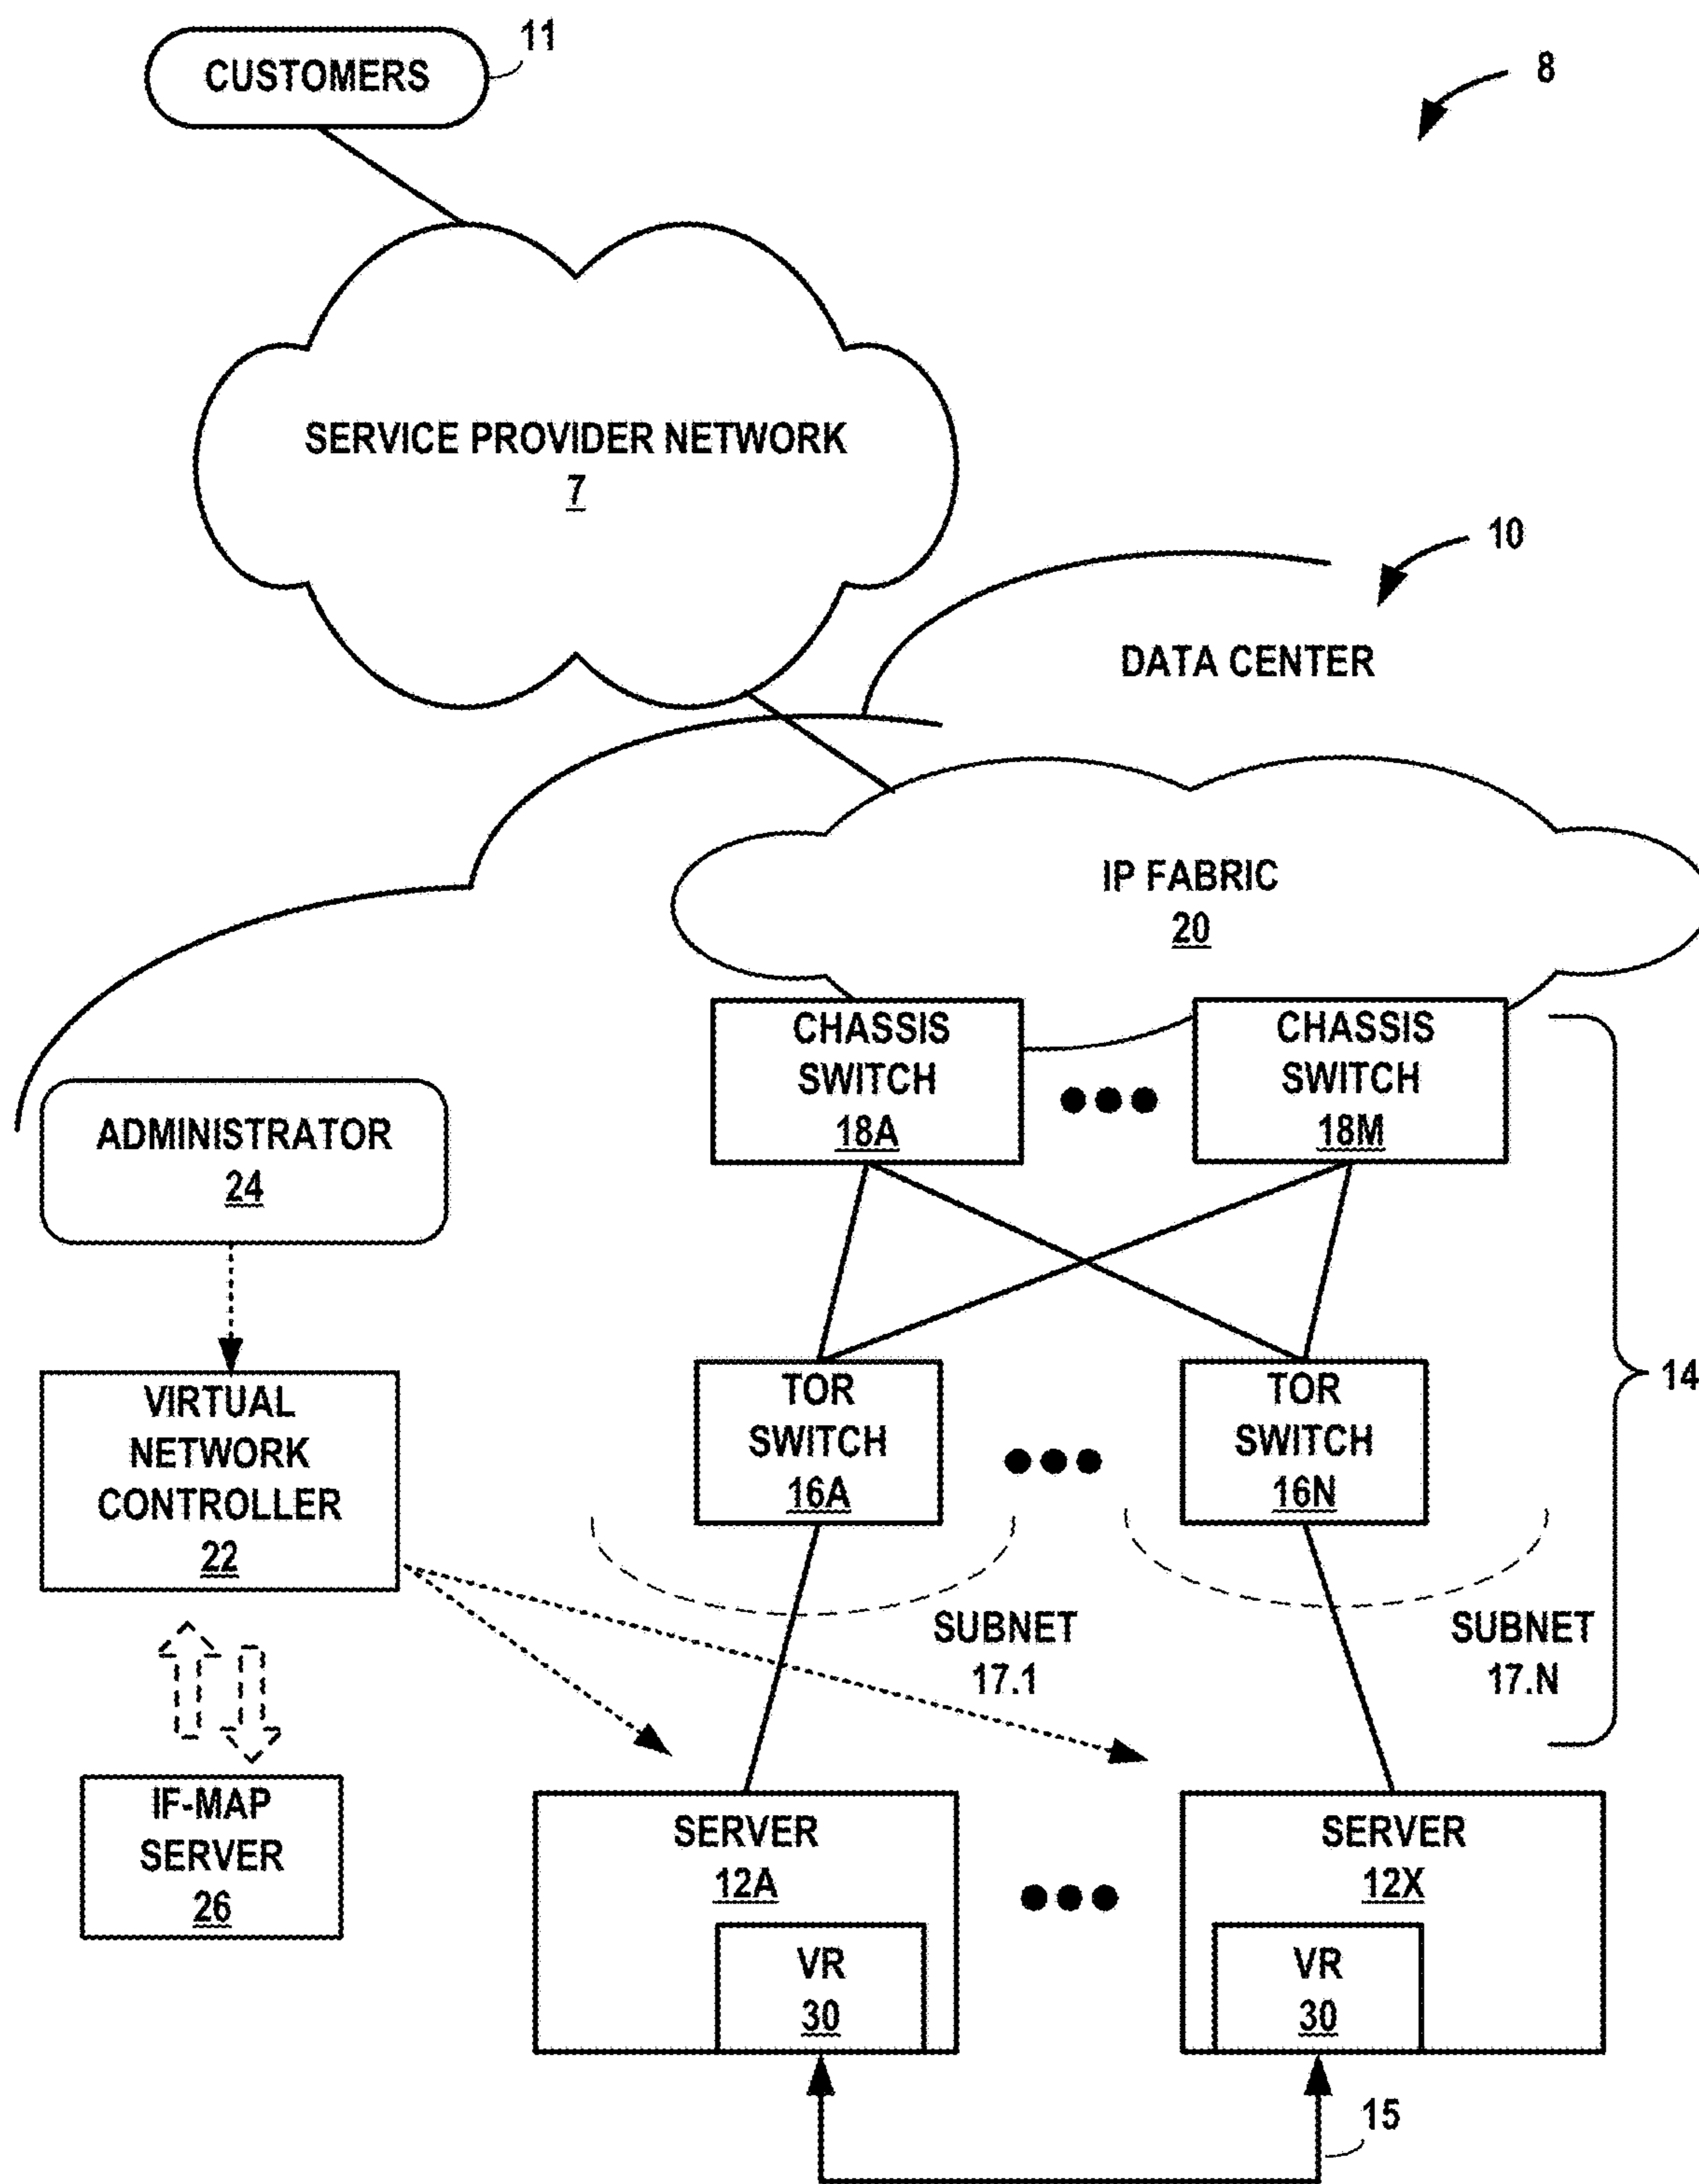 CUSTOMERS
11
8
SERVICE PROVIDER NETWORK
7
10
DATA CENTER
IP FABRIC
20
CHASSIS
SWITCH
18A
CHASSIS
SWITCH
18M
ADMINISTRATOR
24
14
VIRTUAL
NETWORK
CONTROLLER
22
TOR
SWITCH
16A
TOR
SWITCH
16N
SUBNET
17.1
SUBNET
17.N
IF-MAP
SERVER
26
SERVER
12A
VR
30
SERVER
12X
VR
30
15